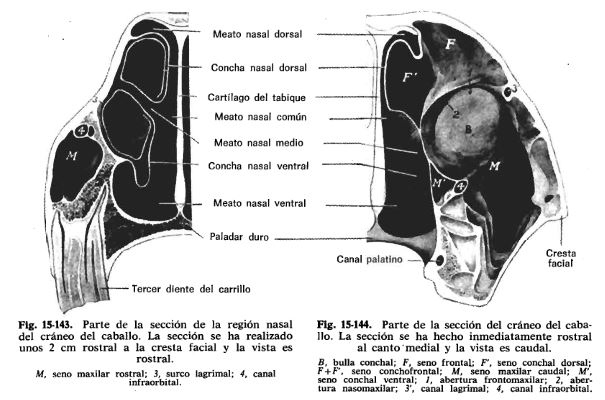 Meato nasal dorsal
Concha nasal dorsal
Cartílago del tabique
Meato nasal común
Meato nasal medio
Concha nasal ventral
Meato nasal ventral
Paladar duro
Tercer diente del carrillo
Canal palatino
Cresta
facial
3
4
M
F
F'
3
1
2
B
M
M'
4
Fig. 15-143. Parte de la sección de la región nasal
del cráneo del caballo. La sección se ha realizado
unos 2 cm rostral a la cresta facial y la vista es
rostral.
M, seno maxilar rostral; 3, surco lagrimal; 4, canal
infraorbital.
Fig. 15-144. Parte de la sección del cráneo del caba-
llo. La sección se ha hecho inmediatamente rostral
al canto medial y la vista es caudal.
B, bulla conchal; F, seno frontal; F', seno conchal dorsal;
F+F', seno conchofrontal; M, seno maxilar caudal; M',
seno conchal ventral; 1, abertura frontomaxilar; 2, aber-
tura nasomaxilar; 3', canal lagrimal; 4, canal infraorbital.